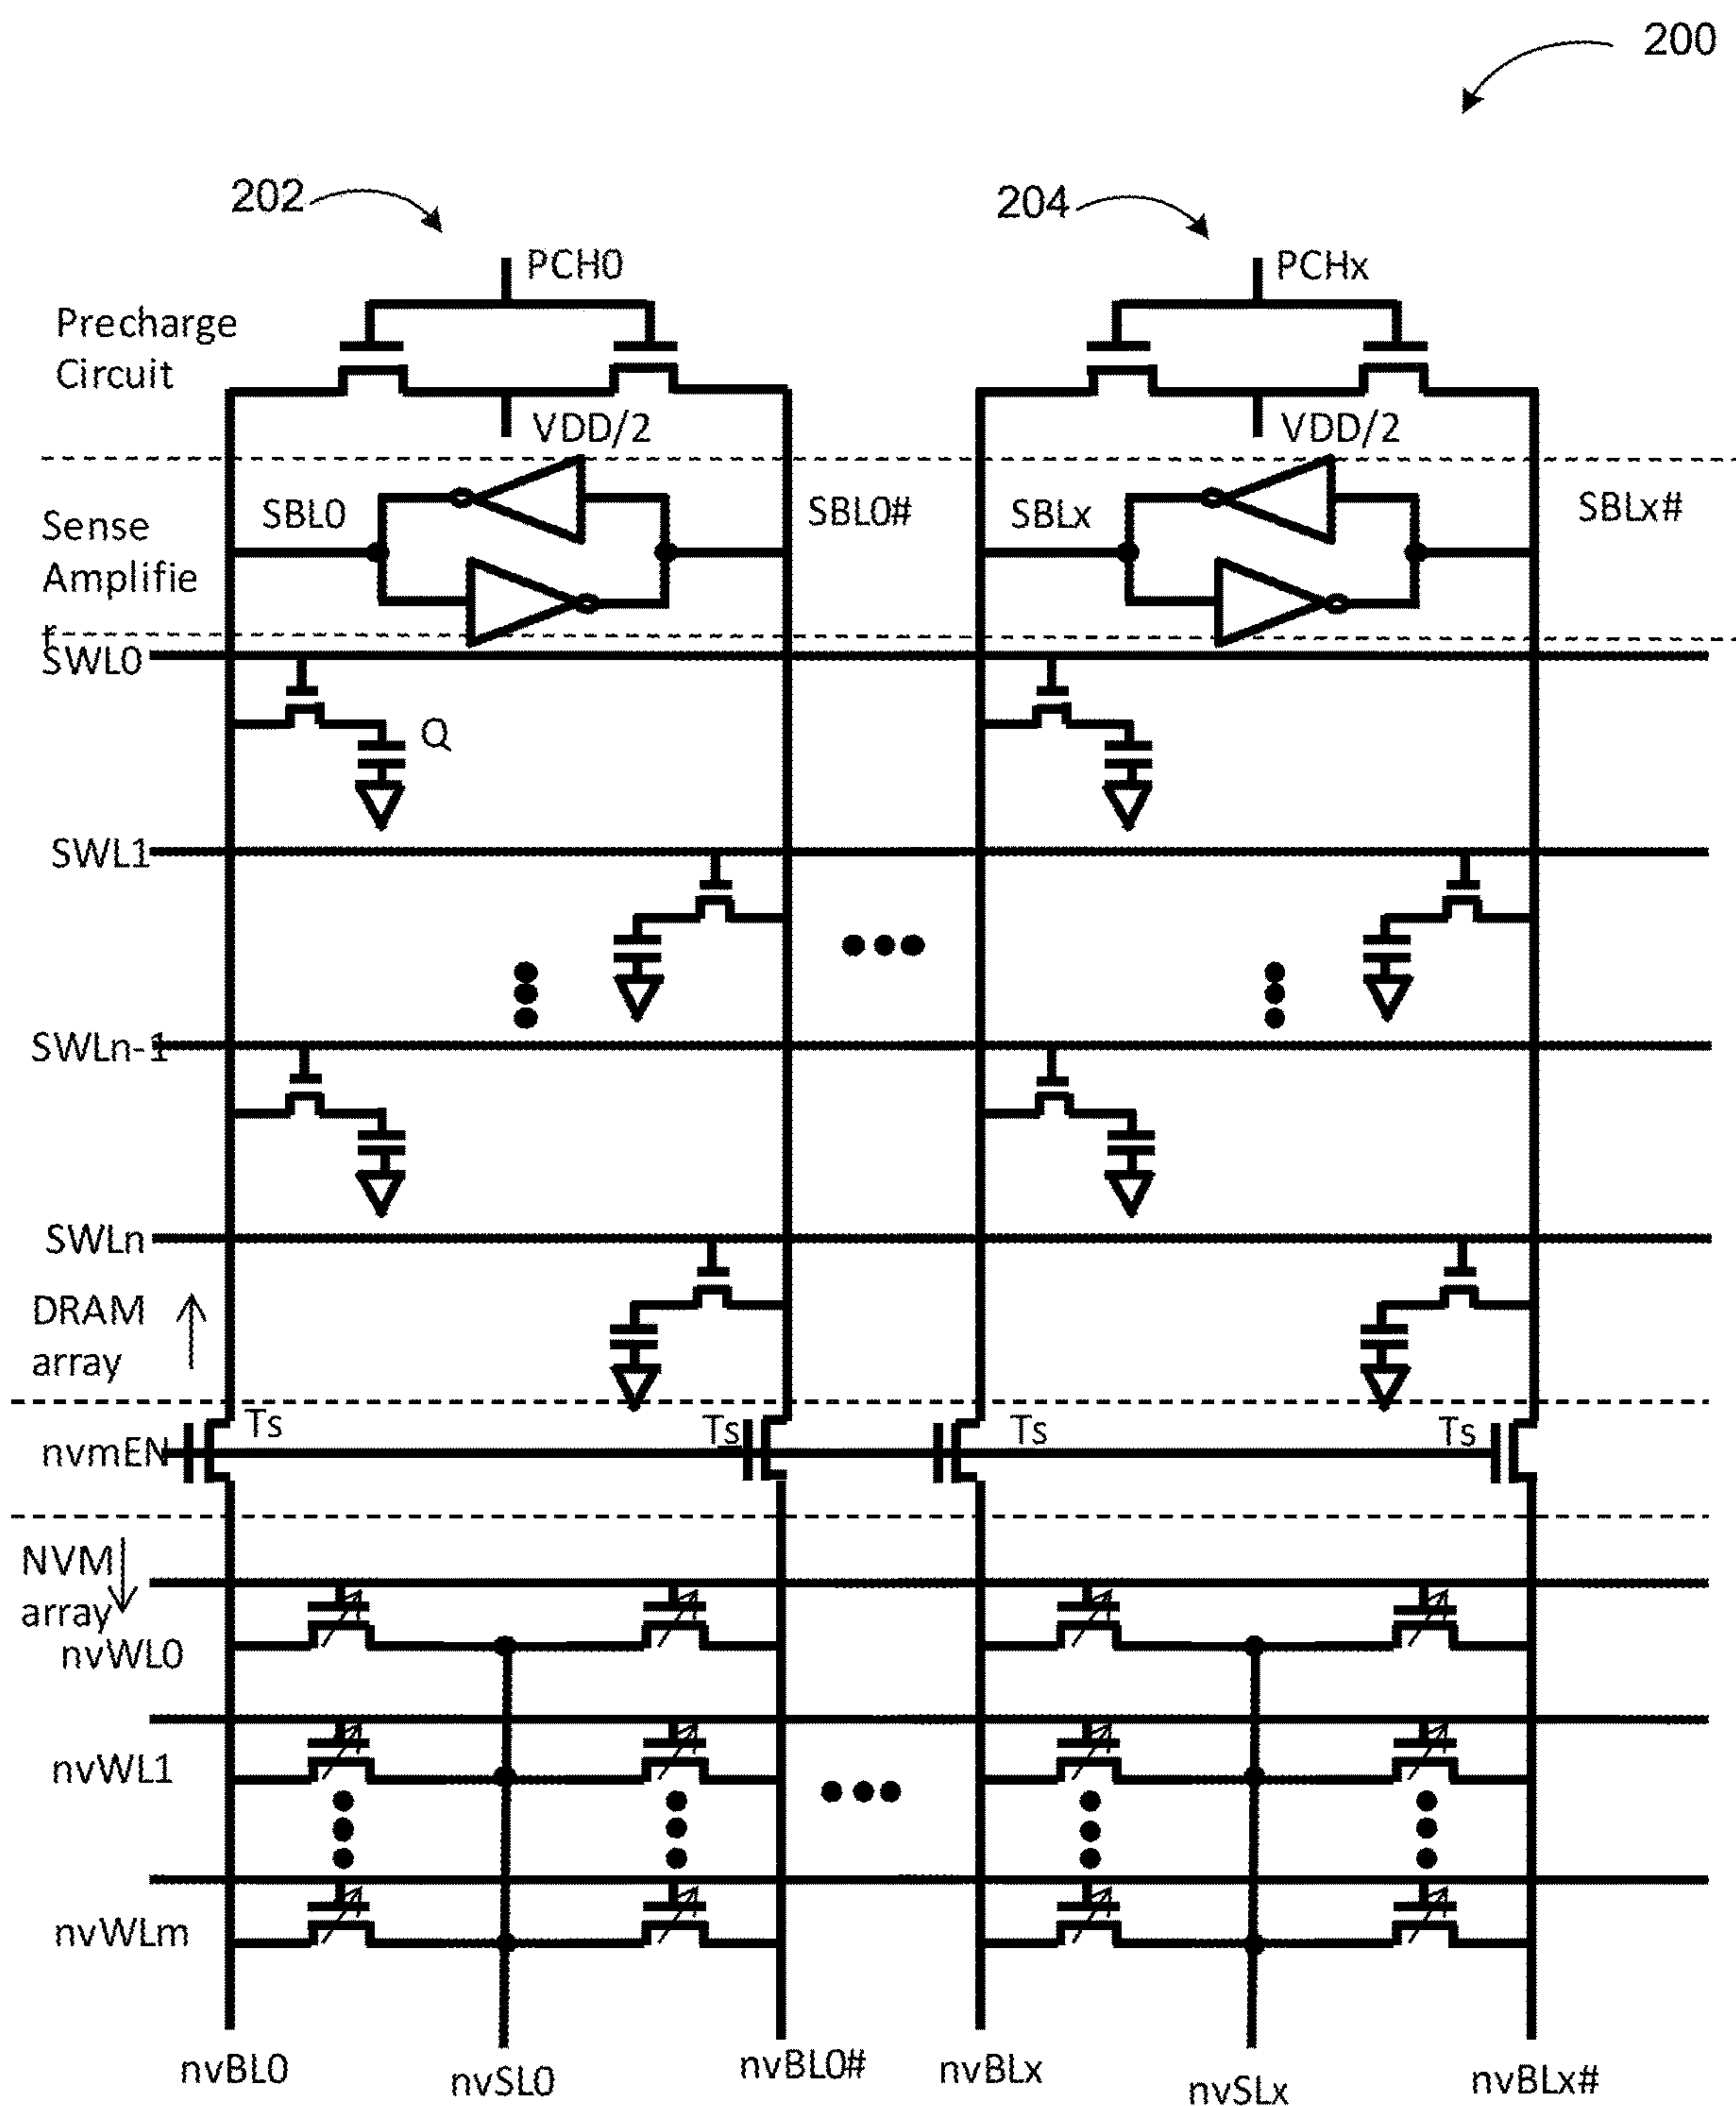 200
202
204
PCH0
PCHx
Precharge
Circuit
VDD/2
VDD/2
SBL0
SBL0#
SBLx
SBLx#
Sense
Amplifie
r
SWL0
Q
SWL1
SWLn-1
SWLn
DRAM
array
Ts
Ts
Ts
Ts
nvmEN
NVM
array
nvWL0
nvWL1
nvWLm
nvBL0
nvSL0
nvBL0#
nvBLx
nvSLx
nvBLx#